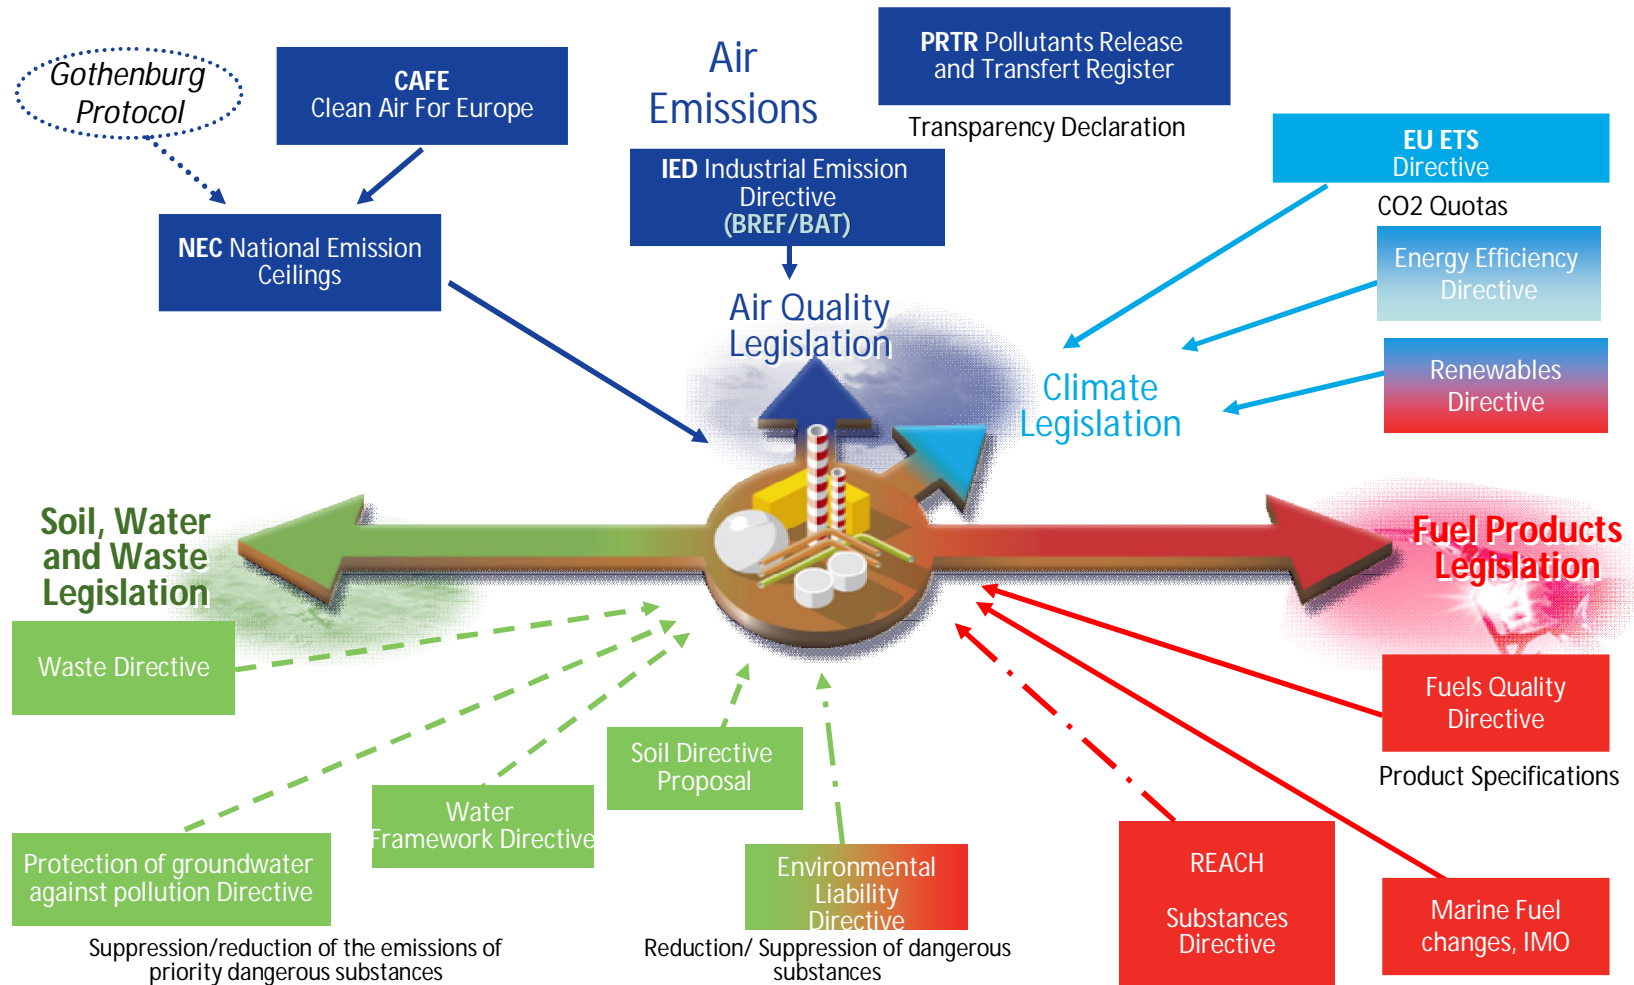 Gothenburg
Protocol
CAFE
Clean Air For Europe
Air
Emissions
PRTR Pollutants Release
and Transfert Register
Transparency Declaration
EU ETS
Directive
CO2 Quotas
IED Industrial Emission
Directive
(BREF/BAT)
NEC National Emission
Ceilings
Energy Efficiency
Directive
Air Quality
Legislation
Renewables
Directive
Climate
Legislation
Soil, Water
and Waste
Legislation
Fuel Products
Legislation
Waste Directive
Fuels Quality
Directive
Product Specifications
Soil Directive
Proposal
Water
Framework Directive
Protection of groundwater
against pollution Directive
Suppression/reduction of the emissions of
priority dangerous substances
Environmental
Liability
Directive
Reduction/ Suppression of dangerous
substances
REACH
Substances
Directive
Marine Fuel
changes, IMO